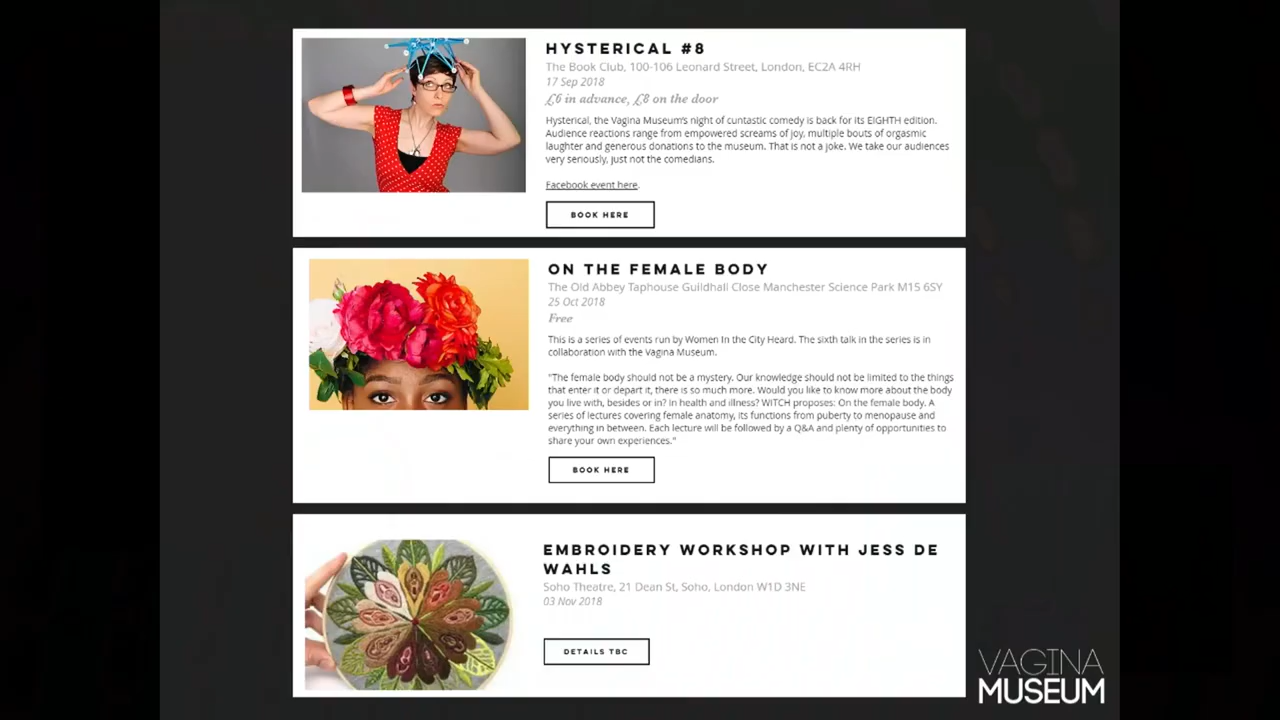 HYSTERICAL #8
The Book Club, 100-106 Leonard Street, London, EC2A 4RH
17 Sep 2018
£6 in advance, £8 on the door
Hysterical, the Vagina Museum's night of cuntastic comedy is back for its EIGHTH edition.
Audience reactions range from empowered screams of joy, multiple bouts of orgasmic
laughter and generous donations to the museum. That is not a joke. We take our audiences
very seriously, just not the comedians.
Facebook event here.
BOOK HERE
ON THE FEMALE BODY
The Old Abbey Taphouse Guildhall Close Manchester Science Park M15 6SY
25 Oct 2018
Free
This is a series of events run by Women In the City Heard. The sixth talk in the series is in
collaboration with the Vagina Museum.
"The female body should not be a mystery. Our knowledge should not be limited to the things
that enter it or depart it, there is so much more. Would you like to know more about the body
you live with, besides or in? In health and illness? WITCH proposes: On the female body. A
series of lectures covering female anatomy, its functions from puberty to menopause and
everything in between. Each lecture will be followed by a Q&A and plenty of opportunities to
share your own experiences."
BOOK HERE
EMBROIDERY WORKSHOP WITH JESS DE
WAHLS
Soho Theatre, 21 Dean St, Soho, London W1D 3NE
03 Nov 2018
DETAILS TBC
VAGINA
MUSEUM